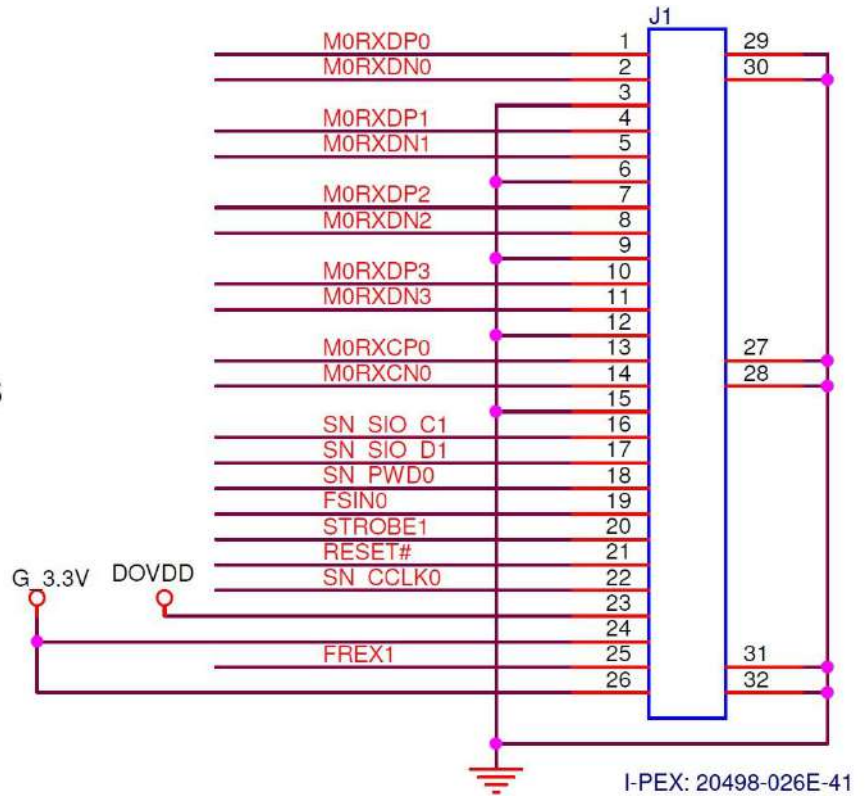 J1
M0RXDP0 1 29
M0RXDN0 2 30
3
M0RXDP1 4
M0RXDN1 5
6
M0RXDP2 7
M0RXDN2 8
9
M0RXDP3 10
M0RXDN3 11
12
M0RXCP0 13 27
M0RXCN0 14 28
15
SN_SIO_C1 16
SN_SIO_D1 17
SN_PWD0 18
FSIN0 19
STROBE1 20
RESET# 21
G_3.3V DOVDD SN_CCLK0 22
23
24
FREX1 25 31
26 32
I-PEX: 20498-026E-41